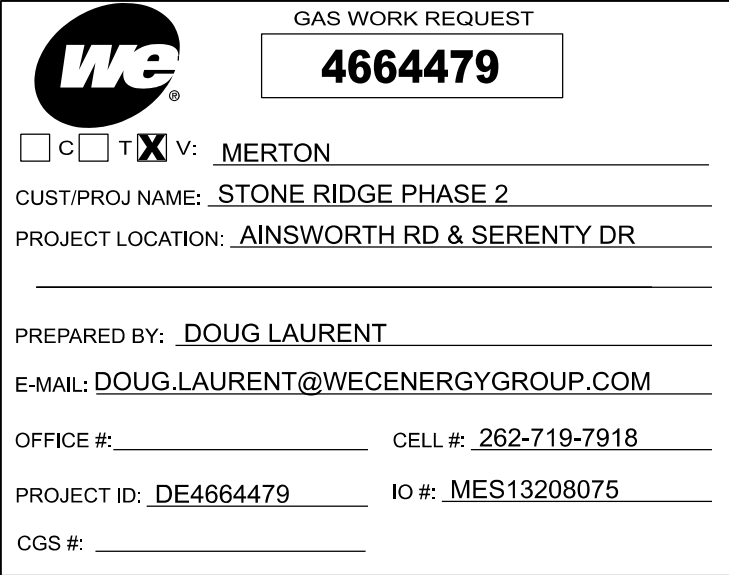 GAS WORK REQUEST
we®
4664479
C T X V: MERTON
CUST/PROJ NAME: STONE RIDGE PHASE 2
PROJECT LOCATION: AINSWORTH RD & SERENTY DR
PREPARED BY: DOUG LAURENT
E-MAIL: DOUG.LAURENT@WECENERGYGROUP.COM
OFFICE #: CELL #: 262-719-7918
PROJECT ID: DE4664479 IO #: MES13208075
CGS #: